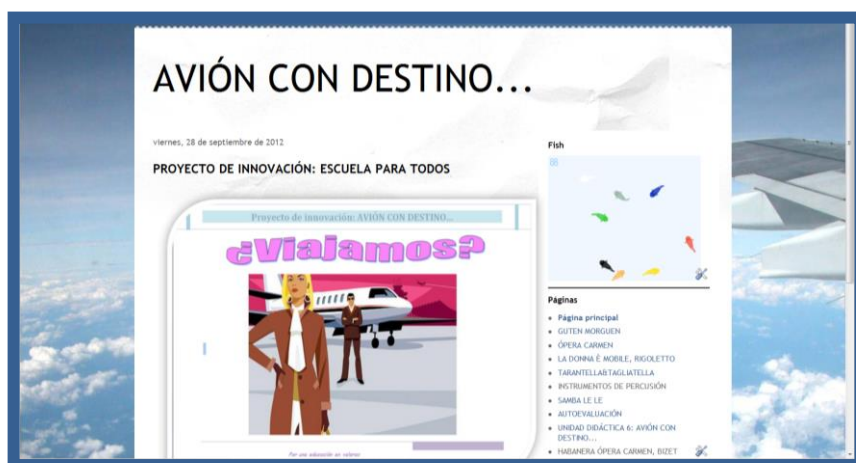 AVIÓN CON DESTINO...
viernes, 28 de septiembre de 2012
PROYECTO DE INNOVACIÓN: ESCUELA PARA TODOS
Proyecto de innovación: AVIÓN CON DESTINO...
¿Viajamos?
Por una educación en valores
Fish
Páginas
Página principal
GUTEN MORGUEN
ÓPERA CARMEN
LA DONNA È MOBILE, RIGOLETTO
TARANTELLA&TAGLIATELLA
INSTRUMENTOS DE PERCUSIÓN
SAMBA LE LE
AUTOEVALUACIÓN
UNIDAD DIDÁCTICA 6: AVIÓN CON
DESTINO...
HABANERA ÓPERA CARMEN, BIZET